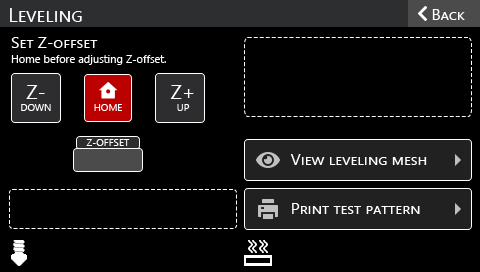 Leveling
Back
Set Z-offset
Home before adjusting Z-offset.
Z-
DOWN
HOME
Z+
UP
Z-OFFSET
View leveling mesh
Print test pattern